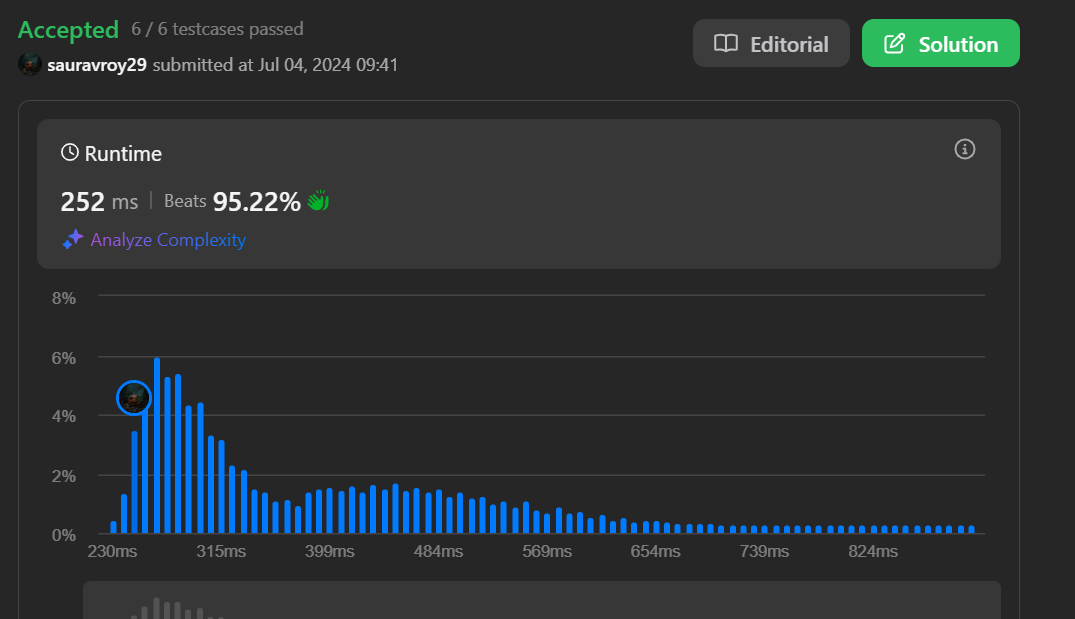 Accepted 6 / 6 testcases passed
Editorial
Solution
sauravroy29 submitted at Jul 04, 2024 09:41
Runtime
252 ms | Beats 95.22%
Analyze Complexity
8%
6%
4%
2%
0%
230ms 315ms 399ms 484ms 569ms 654ms 739ms 824ms